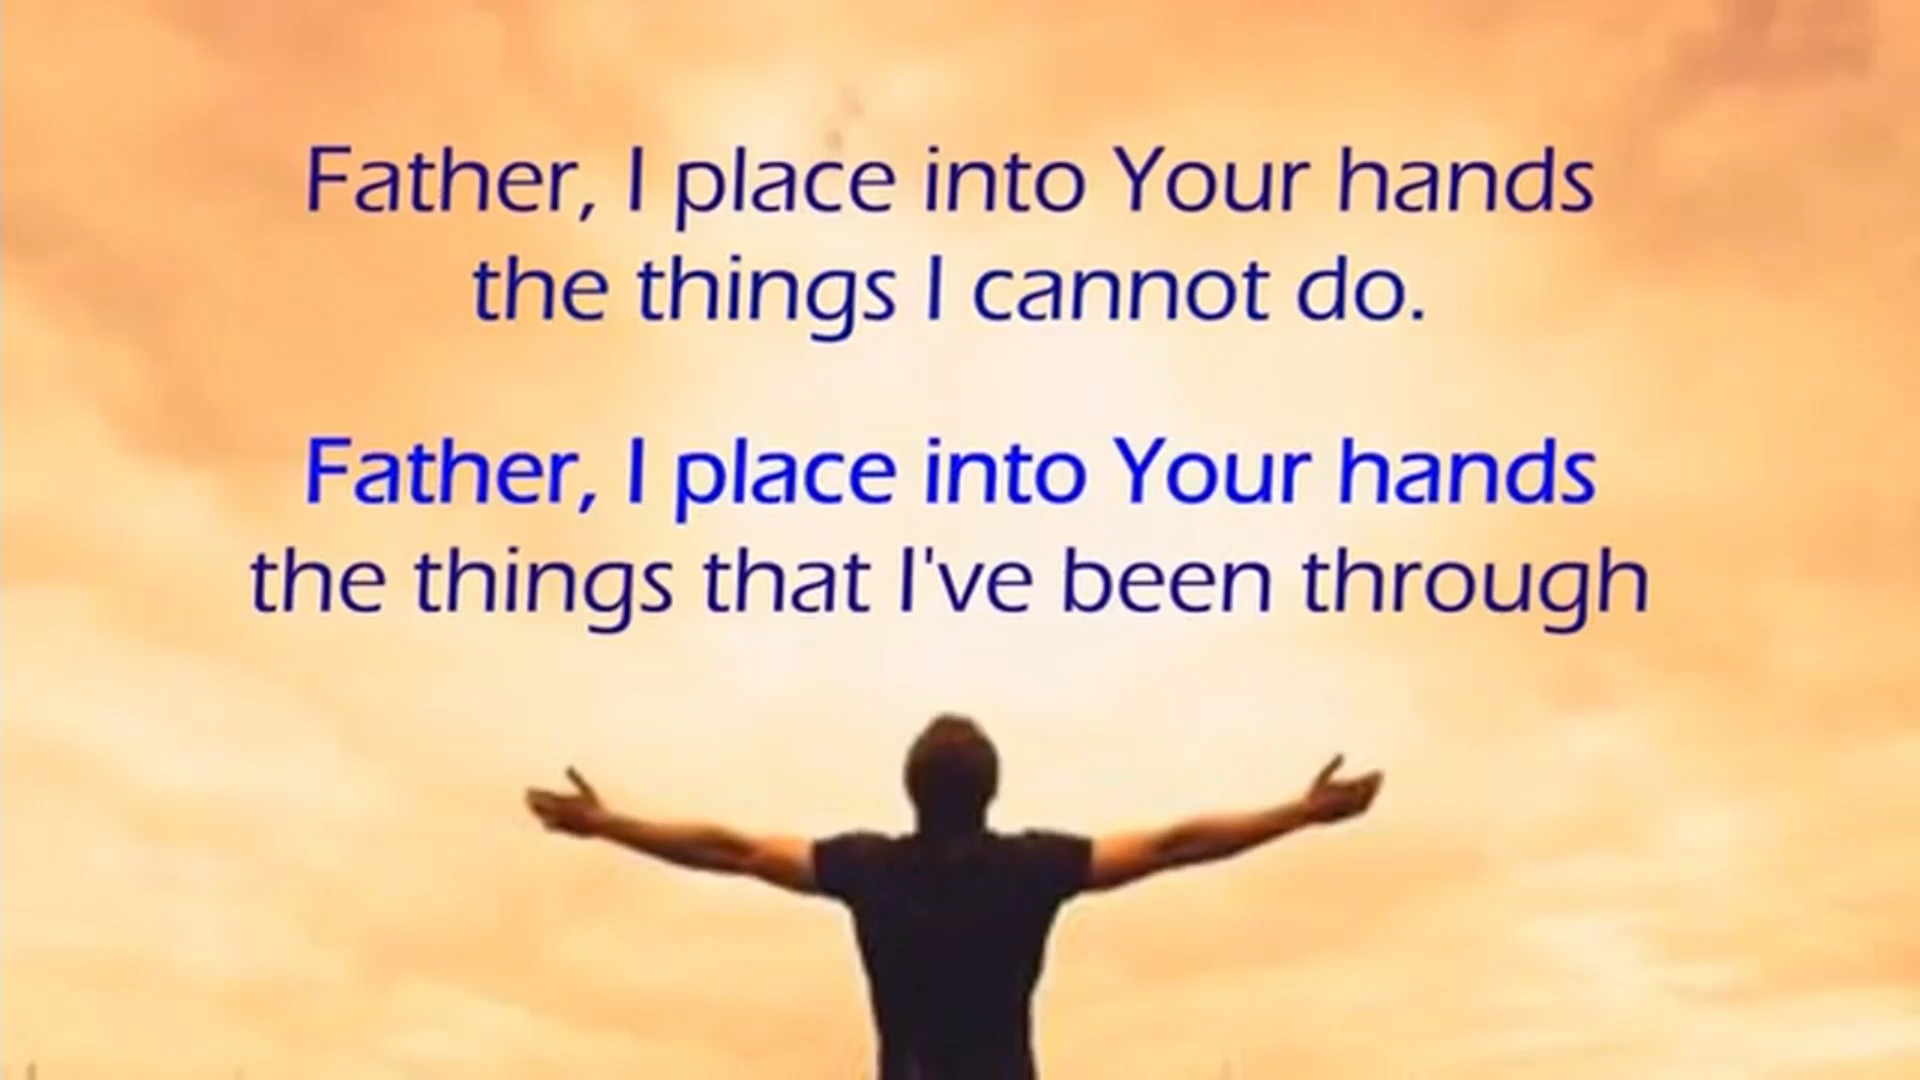 Father, I place into Your hands
the things I cannot do.
Father, I place into Your hands
the things that I've been through